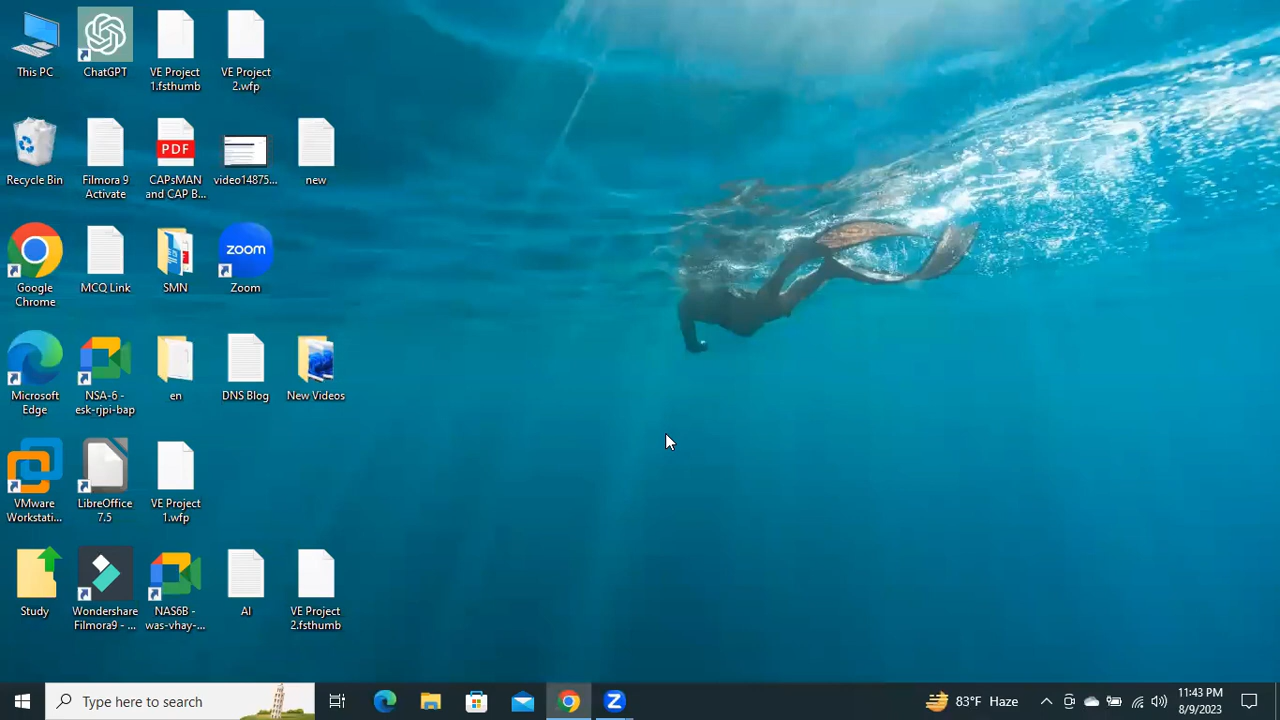 This PC
ChatGPT
VE Project
1.fsthumb
VE Project
2.wfp
Recycle Bin
Filmora 9
Activate
PDF
CAPsMAN
and CAP B...
video14875...
new
Google
Chrome
MCQ Link
SMN
zoom
Zoom
Microsoft
Edge
NSA-6 -
esk-rjpi-bap
en
DNS Blog
New Videos
VMware
Workstati...
LibreOffice
7.5
VE Project
1.wfp
Study
Wondershare
Filmora9 - ...
NAS6B -
was-vhay-...
AI
VE Project
2.fsthumb
Type here to search
83°F Haze
11:43 PM
8/9/2023